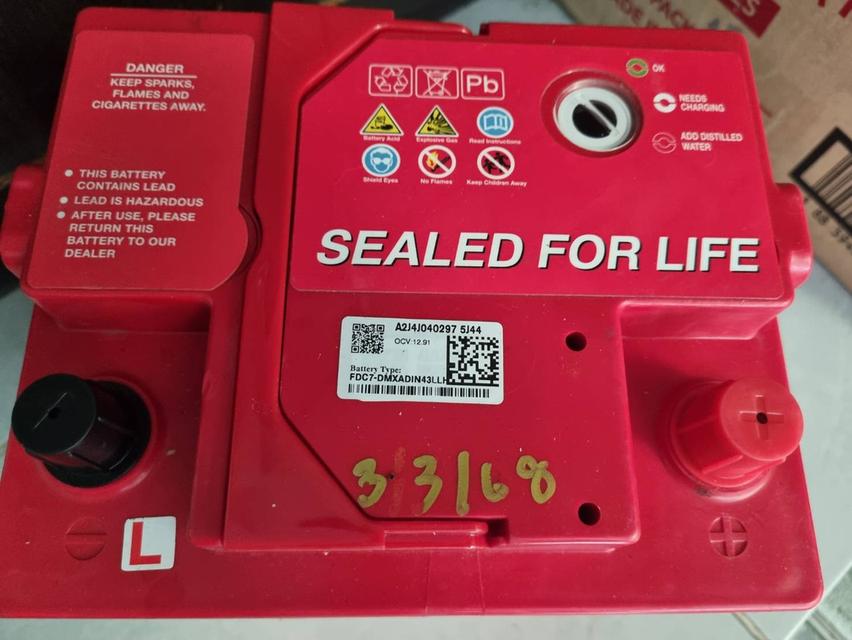 DANGER
KEEP SPARKS,
FLAMES AND
CIGARETTES AWAY.
THIS BATTERY
CONTAINS LEAD
LEAD IS HAZARDOUS
AFTER USE, PLEASE
RETURN THIS
BATTERY TO OUR
DEALER
Pb
Battery Acid
Explosive Gas
Read Instructions
Shield Eyes
No Flames
Keep Children Away
OK
NEEDS
CHARGING
ADD DISTILLED
WATER
SEALED FOR LIFE
A2J4J040297 5J44
OCV 12.91
Battery Type:
FDC7-DMXADIN43LLH
3/3/68
L